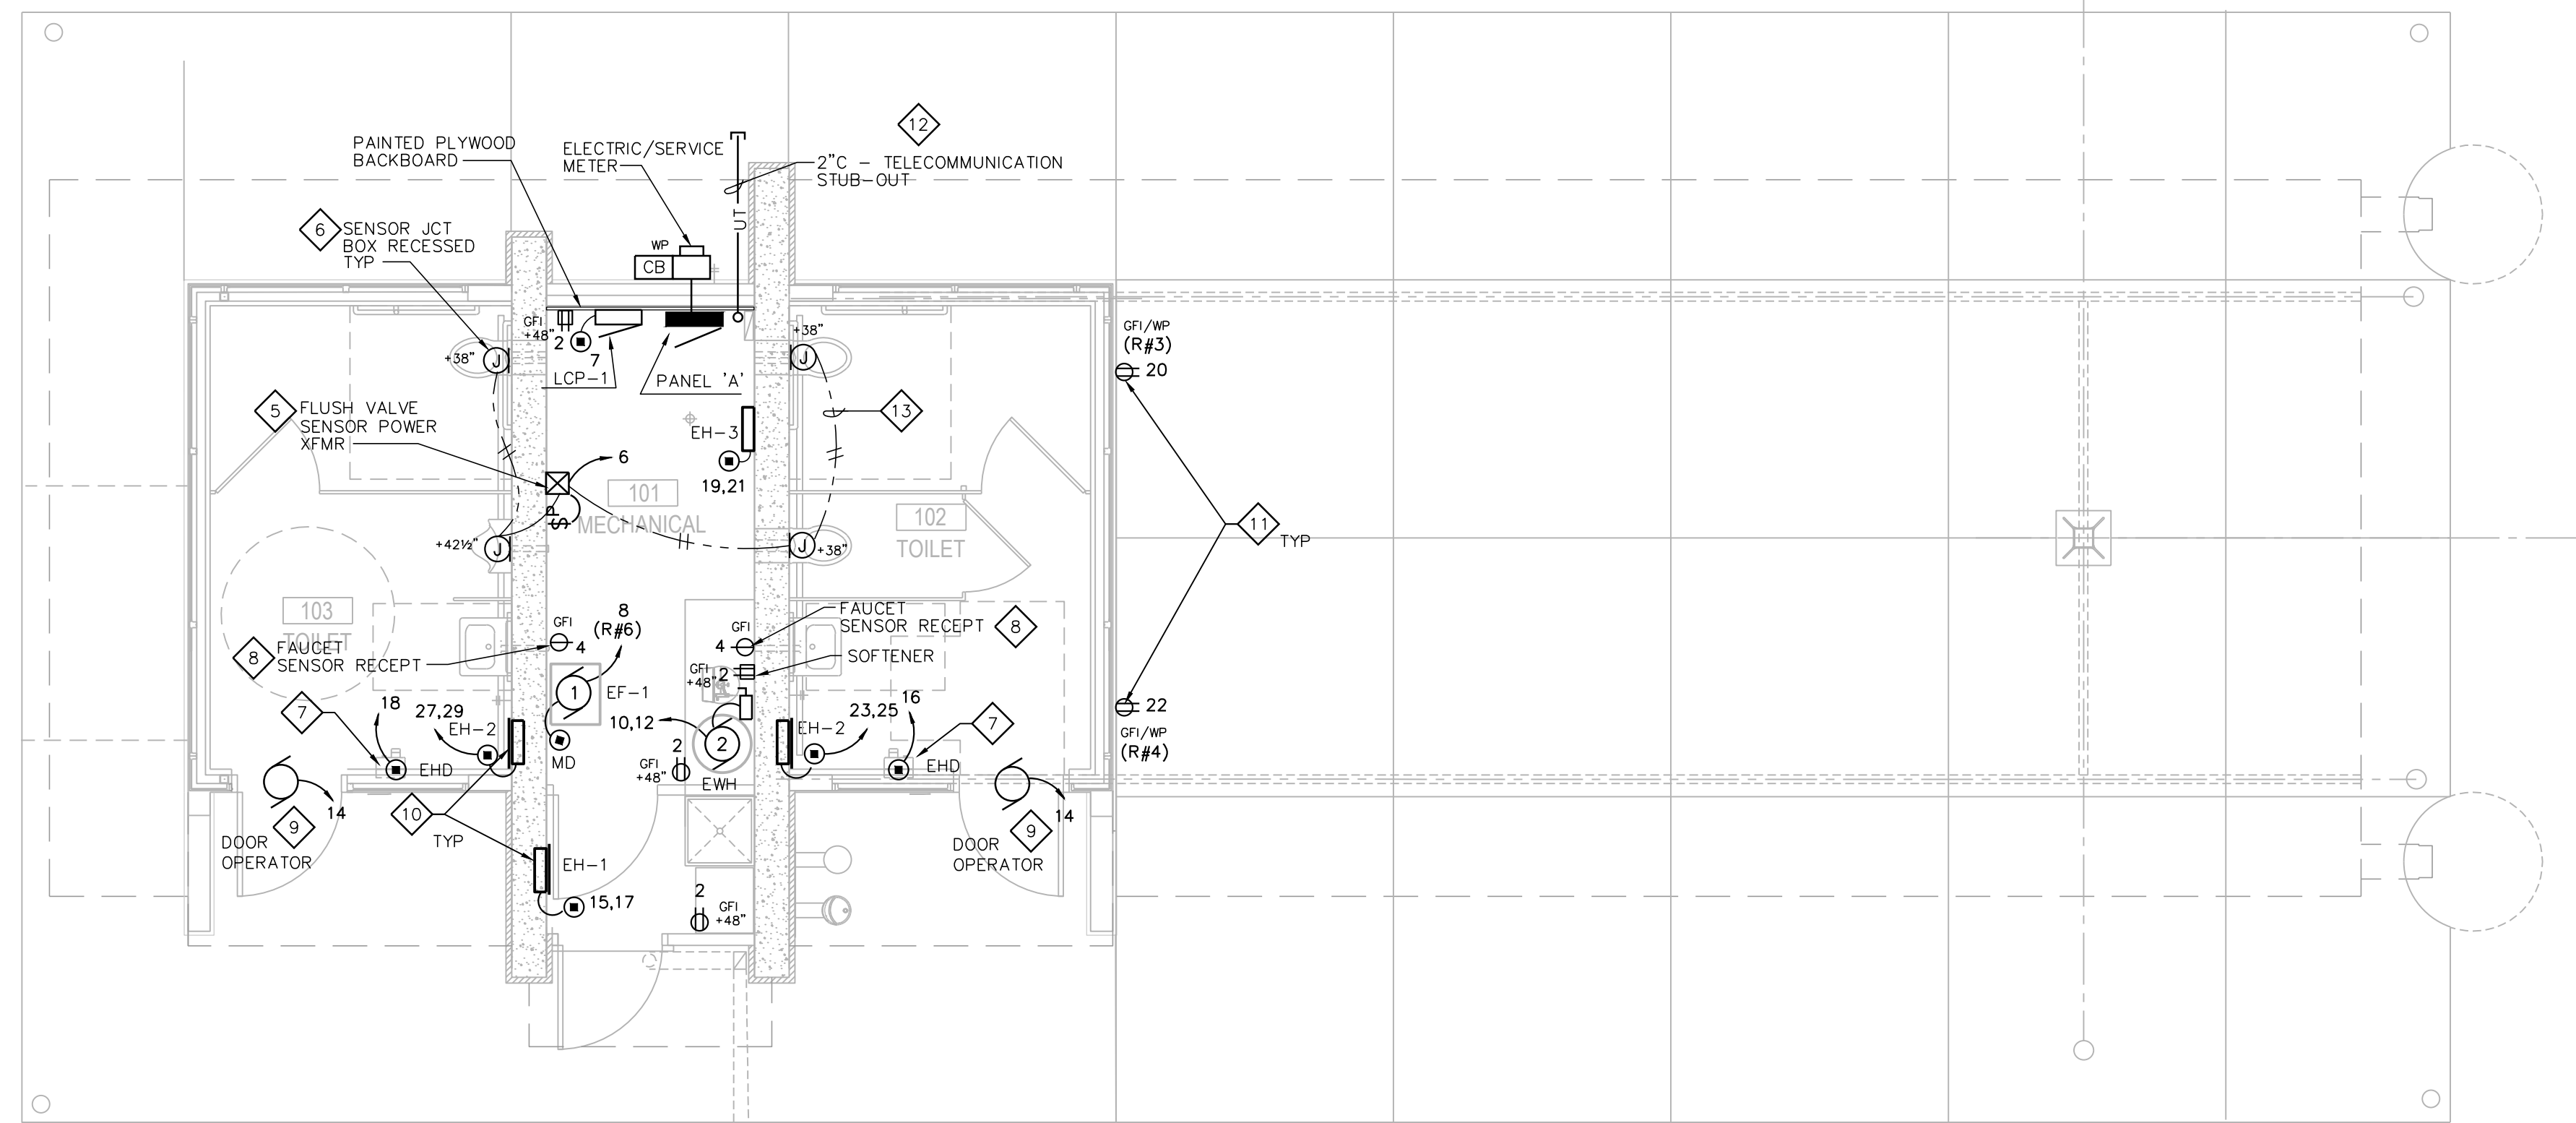 12
PAINTED PLYWOOD
BACKBOARD
ELECTRIC/SERVICE
METER
2"C - TELECOMMUNICATION
STUB-OUT
UT
6
SENSOR JCT
BOX RECESSED
TYP
WP
CB
GFI
+48"
2
7
LCP-1
PANEL 'A'
+38"
J
+38"
J
GFI/WP
(R#3)
20
5
FLUSH VALVE
SENSOR POWER
XFMR
13
EH-3
19,21
6
101
MECHANICAL
$P
102
TOILET
+42½"
J
J
+38"
11
TYP
103
TOILET
8
FAUCET
SENSOR RECEPT
GFI
4
8
(R#6)
GFI
4
FAUCET
SENSOR RECEPT
8
SOFTENER
GFI
+48"
2
1
EF-1
7
18
27,29
EH-2
10,12
2
EWH
23,25
EH-2
16
7
22
GFI/WP
(R#4)
EHD
MD
2
GFI
+48"
EHD
14
9
DOOR
OPERATOR
10
TYP
14
9
DOOR
OPERATOR
EH-1
15,17
2
GFI
+48"